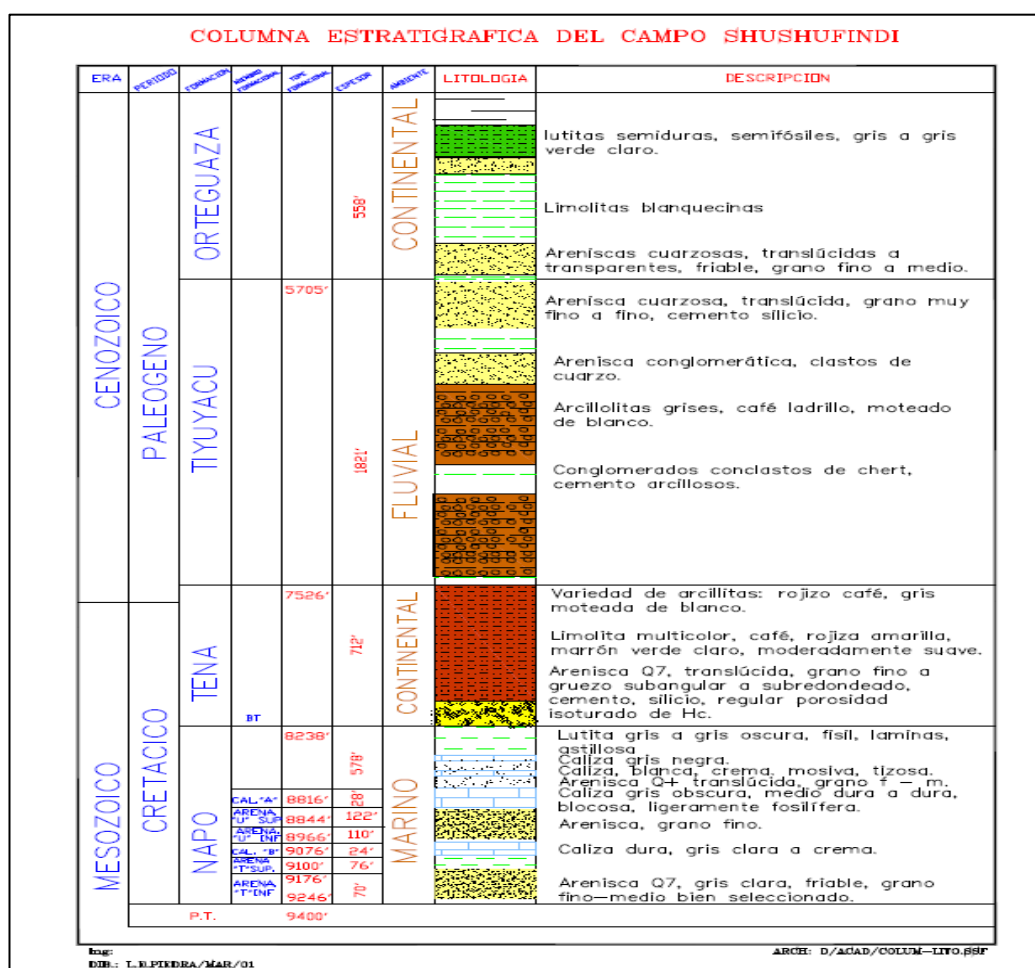 COLUMNA ESTRATIGRAFICA DEL CAMPO SHUSHUFINDI
ERA
PERIODO
FORMACION
MIEMBRO FORMACIONAL
TOPE FORMACIONAL
ESPESOR
AMBIENTE
LITOLOGIA
DESCRIPCION
CENOZOICO
MESOZOICO
PALEOGENO
CRETACICO
ORTEGUAZA
558'
CONTINENTAL
lutitas semiduras, semifósiles, gris a gris
verde claro.
Limolitas blanquecinas
Areniscas cuarzosas, translúcidas a
transparentes, friable, grano fino a medio.
TIYUYACU
5705'
1821'
FLUVIAL
Arenisca cuarzosa, translúcida, grano muy
fino a fino, cemento silicio.
Arenisca conglomerática, clastos de
cuarzo.
Arcillolitas grises, café ladrillo, moteado
de blanco.
Conglomerados conclastos de chert,
cemento arcillosos.
TENA
BT
7526'
712'
CONTINENTAL
Variedad de arcillitas: rojizo café, gris
moteada de blanco.
Limolita multicolor, café, rojiza amarilla,
marrón verde claro, moderadamente suave.
Arenisca Q7, translúcida, grano fino a
gruezo subangular a subredondeado,
cemento, silicio, regular porosidad
isoturado de Hc.
NAPO
8238'
578'
MARINO
Lutita gris a gris oscura, fisil, laminas,
astillosa
Caliza gris negra.
Caliza, blanca, crema, mosiva, tizosa.
Arenisca Q+ translúcida, grano f - m.
Caliza gris obscura, medio dura a dura,
blocosa, ligeramente fosilífera.
Arenisca, grano fino.
Caliza dura, gris clara a crema.
Arenisca Q7, gris clara, friable, grano
fino-medio bien seleccionado.
CAL. "A" 8816' 28'
ARENA "U" SUP 8844' 122'
ARENA "U" INF 8966' 110'
CAL. "B" 9076' 24'
ARENA "T"SUP. 9100' 76'
ARENA "T"INF 9176' 70'
9246'
P.T. 9400'
Ing:
DIB.: L.E.PIEDRA/MAR/01
ARCH: D/ACAD/COLUM-LITO.SSF